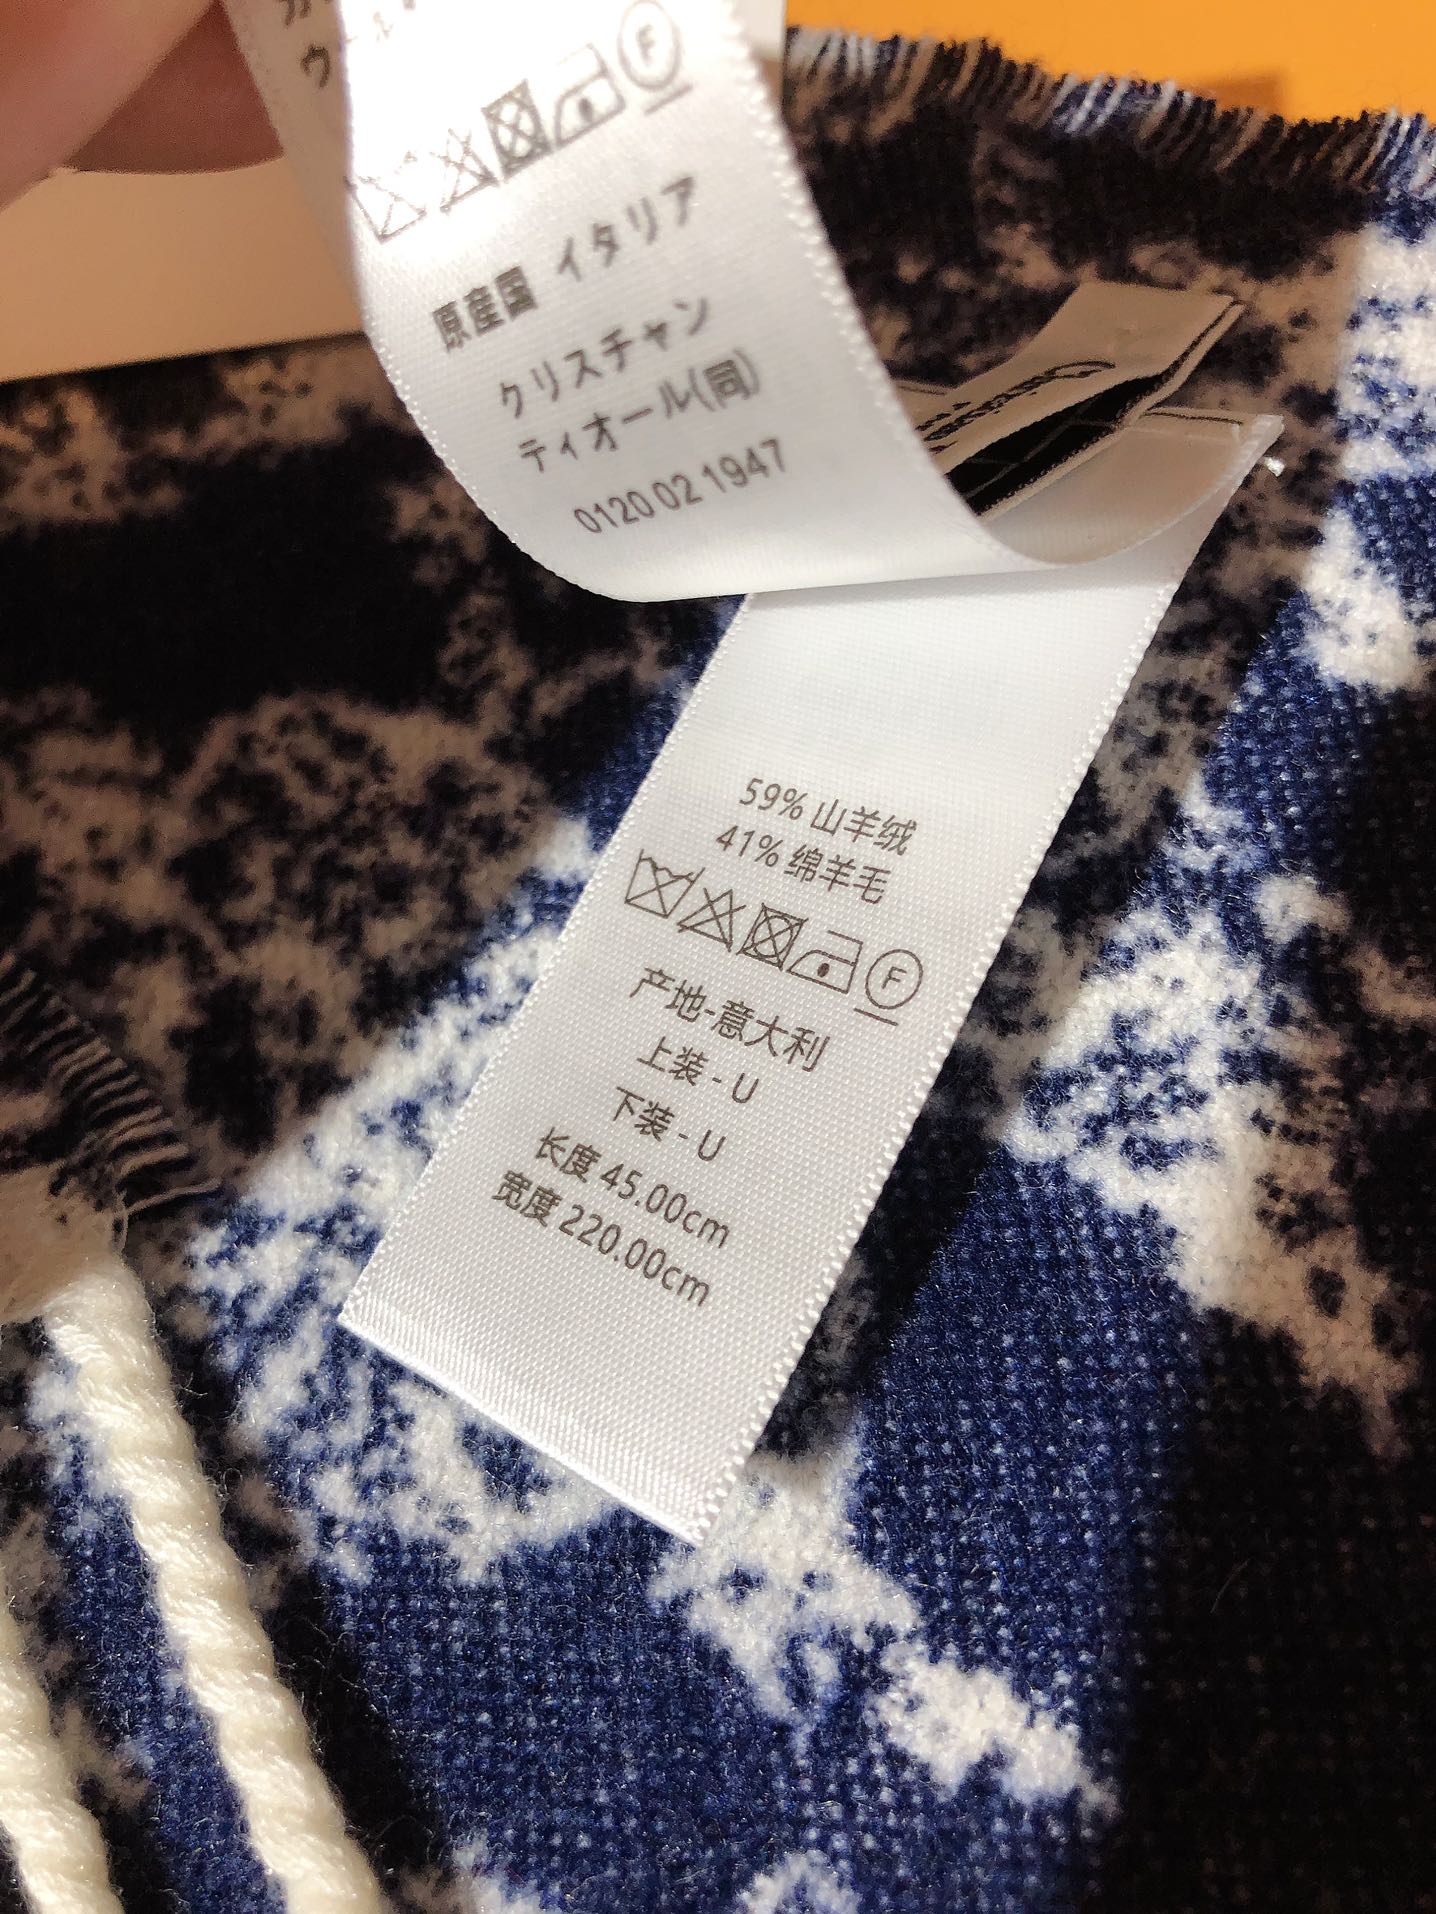 原産国 イタリア
クリスチャン
ティオール(同)
0120 02 1947
59% 山羊绒
41% 绵羊毛
F
产地-意大利
上装 - U
下装 - U
长度 45.00cm
宽度 220.00cm